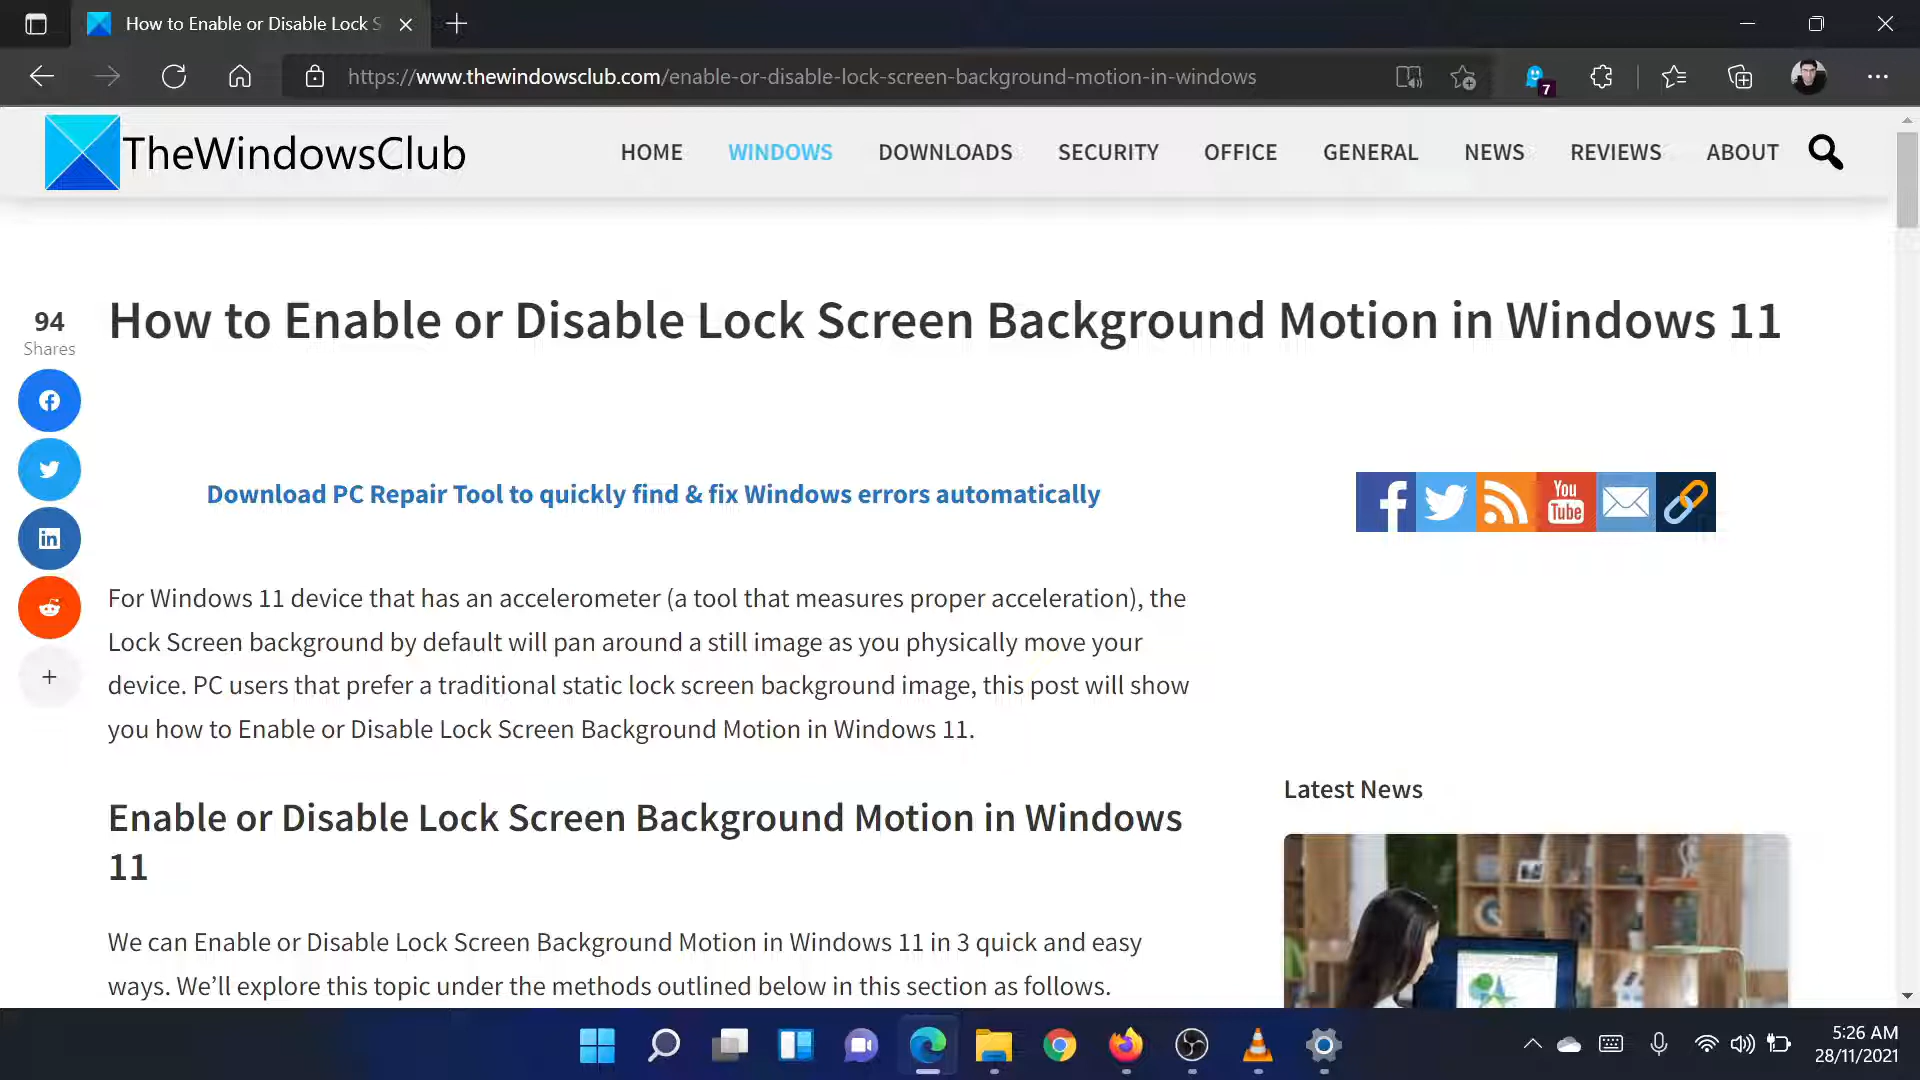 How to Enable or Disable Lock S
https://www.thewindowsclub.com/enable-or-disable-lock-screen-background-motion-in-windows
7
TheWindowsClub
HOME
WINDOWS
DOWNLOADS
SECURITY
OFFICE
GENERAL
NEWS
REVIEWS
ABOUT
94
Shares
How to Enable or Disable Lock Screen Background Motion in Windows 11
Download PC Repair Tool to quickly find & fix Windows errors automatically
You
Tube
For Windows 11 device that has an accelerometer (a tool that measures proper acceleration), the
Lock Screen background by default will pan around a still image as you physically move your
device. PC users that prefer a traditional static lock screen background image, this post will show
you how to Enable or Disable Lock Screen Background Motion in Windows 11.
Enable or Disable Lock Screen Background Motion in Windows
11
We can Enable or Disable Lock Screen Background Motion in Windows 11 in 3 quick and easy
ways. We’ll explore this topic under the methods outlined below in this section as follows.
Latest News
5:26 AM
28/11/2021